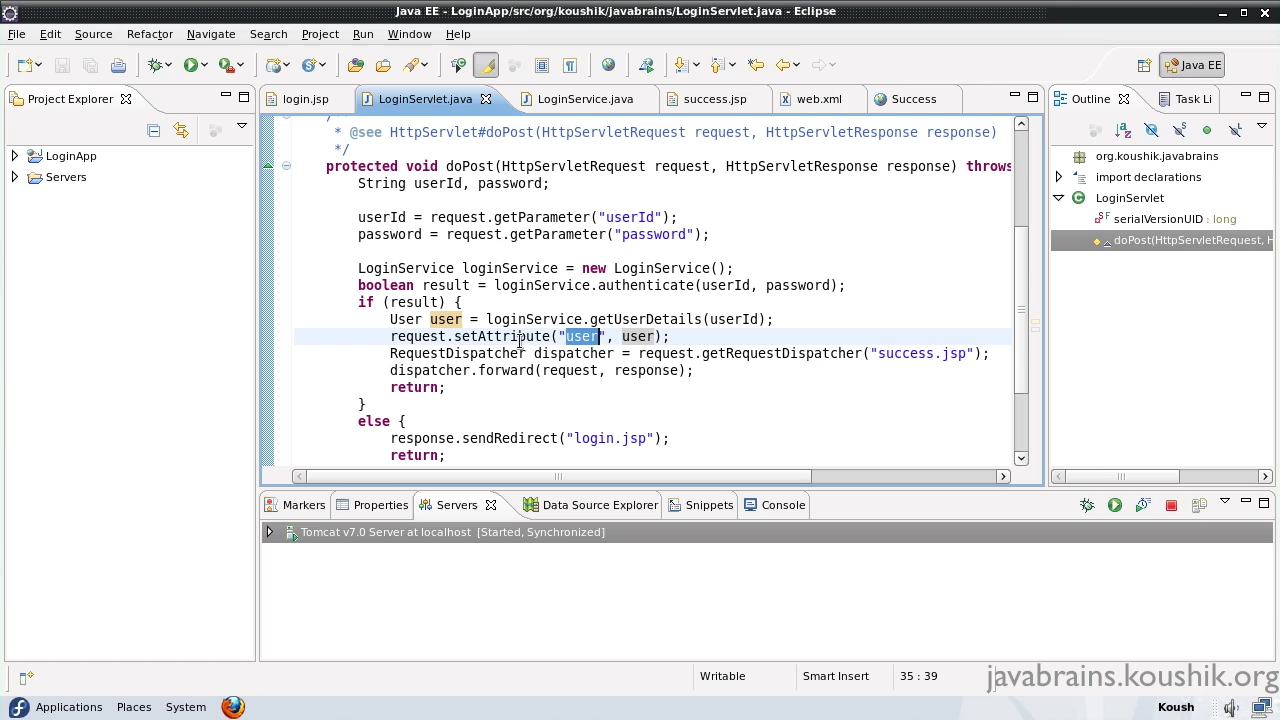 Java EE - LoginApp/src/org/koushik/javabrains/LoginServlet.java - Eclipse
File Edit Source Refactor Navigate Search Project Run Window Help
Java EE
Project Explorer
login.jsp LoginServlet.java LoginService.java success.jsp web.xml Success
Outline Task Li
LoginApp
Servers
* @see HttpServlet#doPost(HttpServletRequest request, HttpServletResponse response)
*/
protected void doPost(HttpServletRequest request, HttpServletResponse response) throws
String userId, password;
userId = request.getParameter("userId");
password = request.getParameter("password");
LoginService loginService = new LoginService();
boolean result = loginService.authenticate(userId, password);
if (result) {
User user = loginService.getUserDetails(userId);
request.setAttribute("user", user);
RequestDispatcher dispatcher = request.getRequestDispatcher("success.jsp");
dispatcher.forward(request, response);
return;
}
else {
response.sendRedirect("login.jsp");
return;
org.koushik.javabrains
import declarations
LoginServlet
serialVersionUID : long
doPost(HttpServletRequest, H
Markers Properties Servers Data Source Explorer Snippets Console
Tomcat v7.0 Server at localhost [Started, Synchronized]
Writable Smart Insert 35 : 39
javabrains.koushik.org
Applications Places System Koush